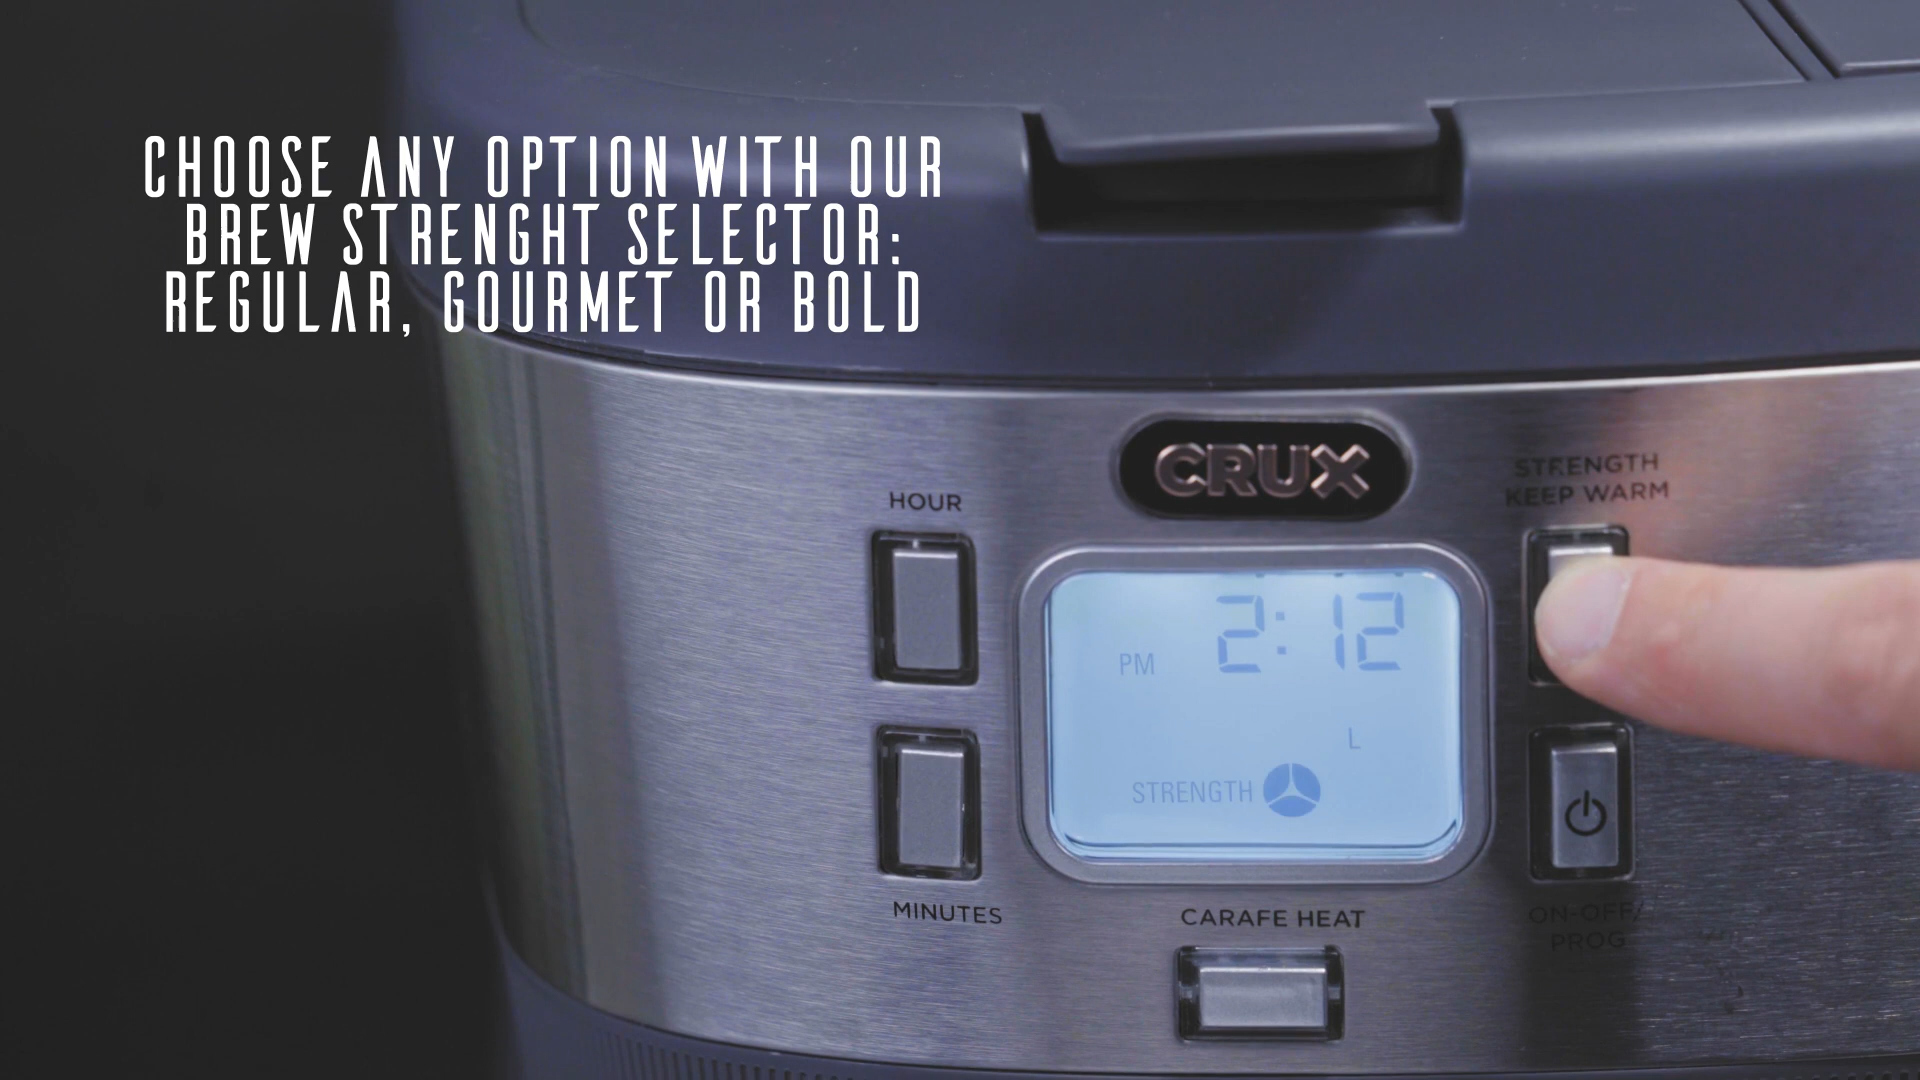 CHOOSE ANY OPTION WITH OUR
BREW STRENGHT SELECTOR:
REGULAR, GOURMET OR BOLD
CRUX
STRENGTH
KEEP WARM
HOUR
2:12
PM
L
STRENGTH
MINUTES
CARAFE HEAT
ON-OFF/
PROG